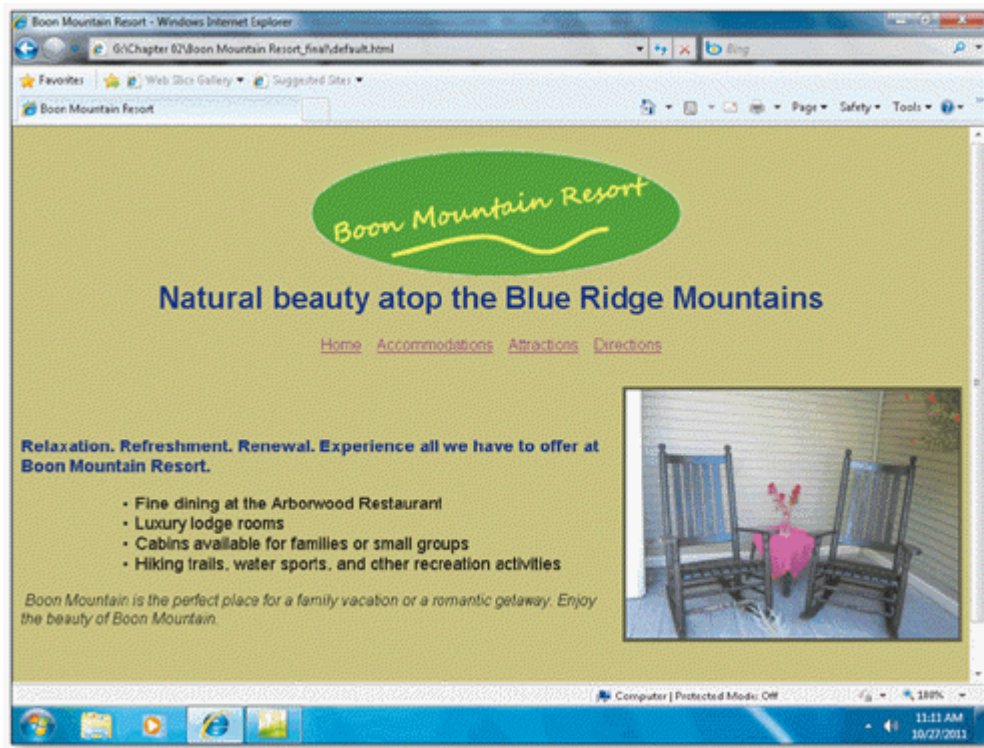 Boon Mountain Resort - Windows Internet Explorer
G:\Chapter 02\Boon Mountain Resort_final\default.html
Bing
Favorites Web Slice Gallery Suggested Sites
Boon Mountain Resort
Page Safety Tools
Boon Mountain Resort
Natural beauty atop the Blue Ridge Mountains
Home Accommodations Attractions Directions
Relaxation. Refreshment. Renewal. Experience all we have to offer at
Boon Mountain Resort.
• Fine dining at the Arborwood Restaurant
• Luxury lodge rooms
• Cabins available for families or small groups
• Hiking trails, water sports, and other recreation activities
Boon Mountain is the perfect place for a family vacation or a romantic getaway. Enjoy
the beauty of Boon Mountain.
Computer | Protected Mode: Off
100%
11:11 AM
10/27/2011